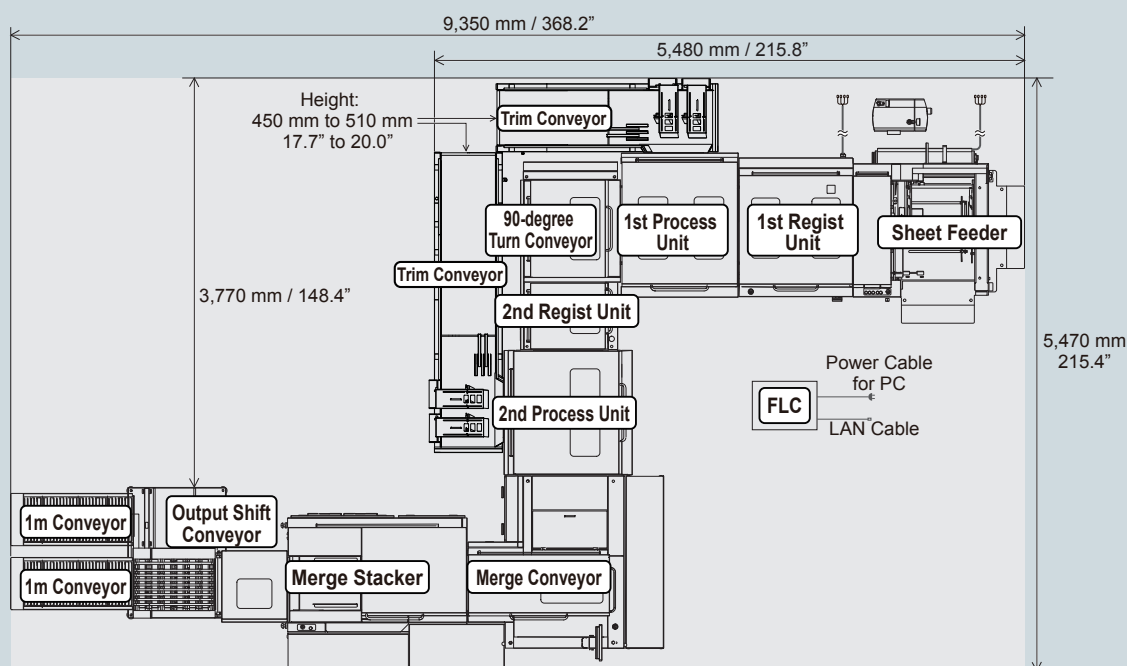 9,350 mm / 368.2”
5,480 mm / 215.8”
Height:
450 mm to 510 mm
17.7” to 20.0”
Trim Conveyor
90-degree
Turn Conveyor
1st Process
Unit
1st Regist
Unit
Sheet Feeder
Trim Conveyor
3,770 mm / 148.4”
2nd Regist Unit
5,470 mm
215.4”
Power Cable
for PC
FLC
LAN Cable
2nd Process Unit
1m Conveyor
Output Shift
Conveyor
1m Conveyor
Merge Stacker
Merge Conveyor